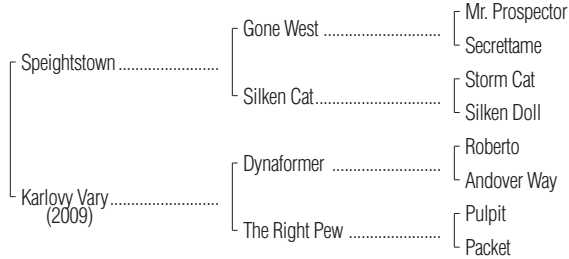 Mr. Prospector
Gone West ........................................
Secrettame
Speightstown ..........................
Storm Cat
Silken Cat...........................................
Silken Doll
Roberto
Dynaformer .....................................
Andover Way
Karlovy Vary............................
(2009)
Pulpit
The Right Pew ...............................
Packet